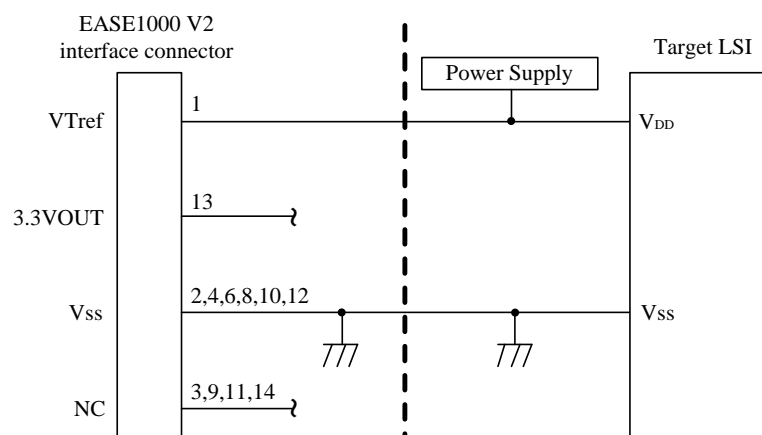 EASE1000 V2
interface connector
Target LSI
Power Supply
VTref
1
VDD
3.3VOUT
13
Vss
2,4,6,8,10,12
Vss
NC
3,9,11,14